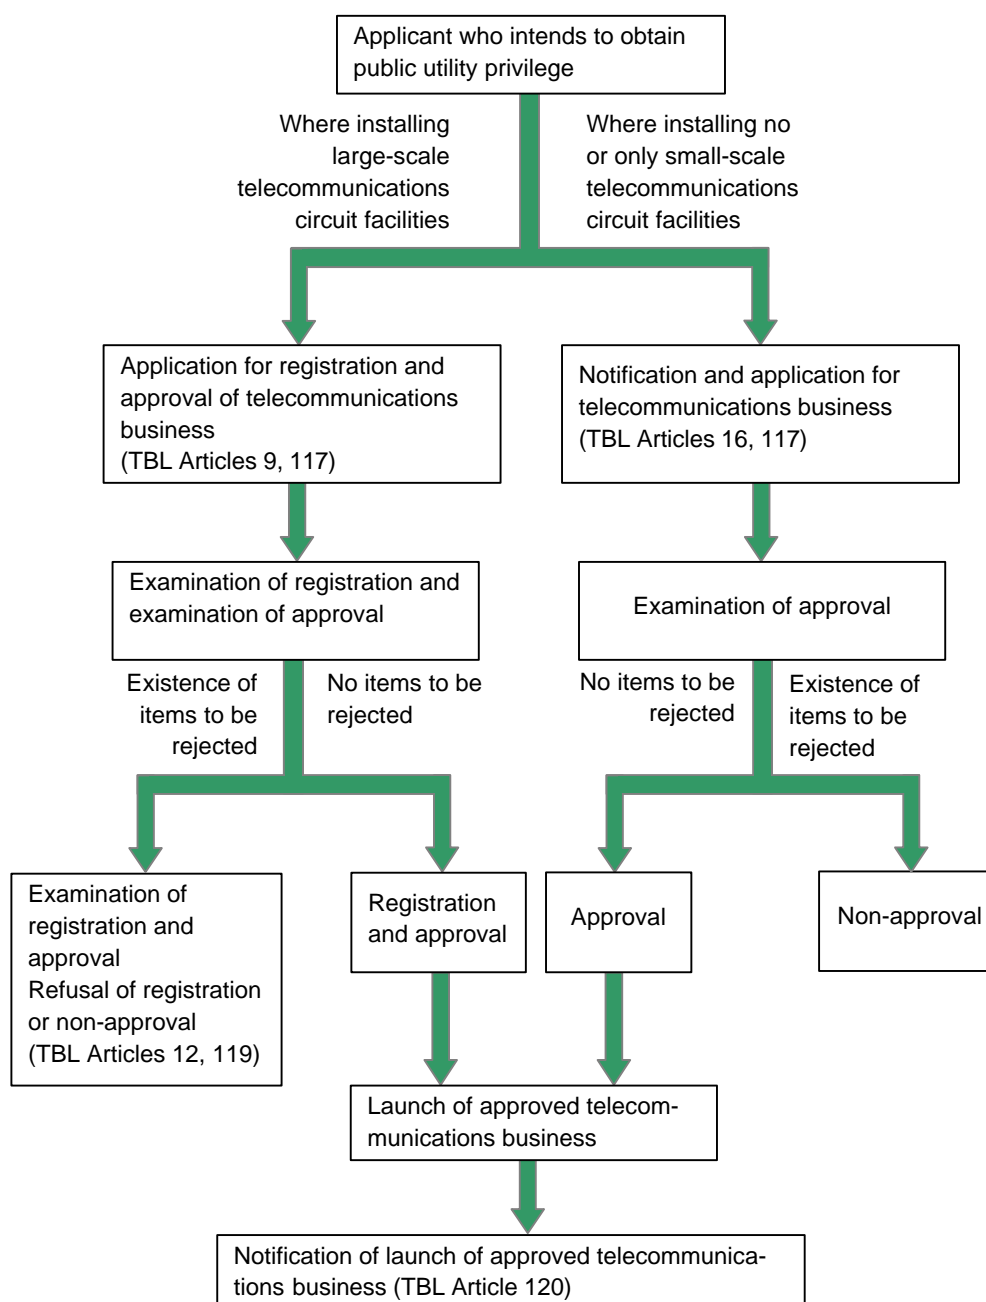 Applicant who intends to obtain
public utility privilege
Where installing
large-scale
telecommunications
circuit facilities
Where installing no
or only small-scale
telecommunications
circuit facilities
Application for registration and
approval of telecommunications
business
(TBL Articles 9, 117)
Notification and application for
telecommunications business
(TBL Articles 16, 117)
Examination of registration and
examination of approval
Examination of approval
Existence of
items to be
rejected
No items to be
rejected
No items to be
rejected
Existence of
items to be
rejected
Examination of
registration and
approval
Refusal of registration
or non-approval
(TBL Articles 12, 119)
Registration
and approval
Approval
Non-approval
Launch of approved telecom-
munications business
Notification of launch of approved telecommunica-
tions business (TBL Article 120)